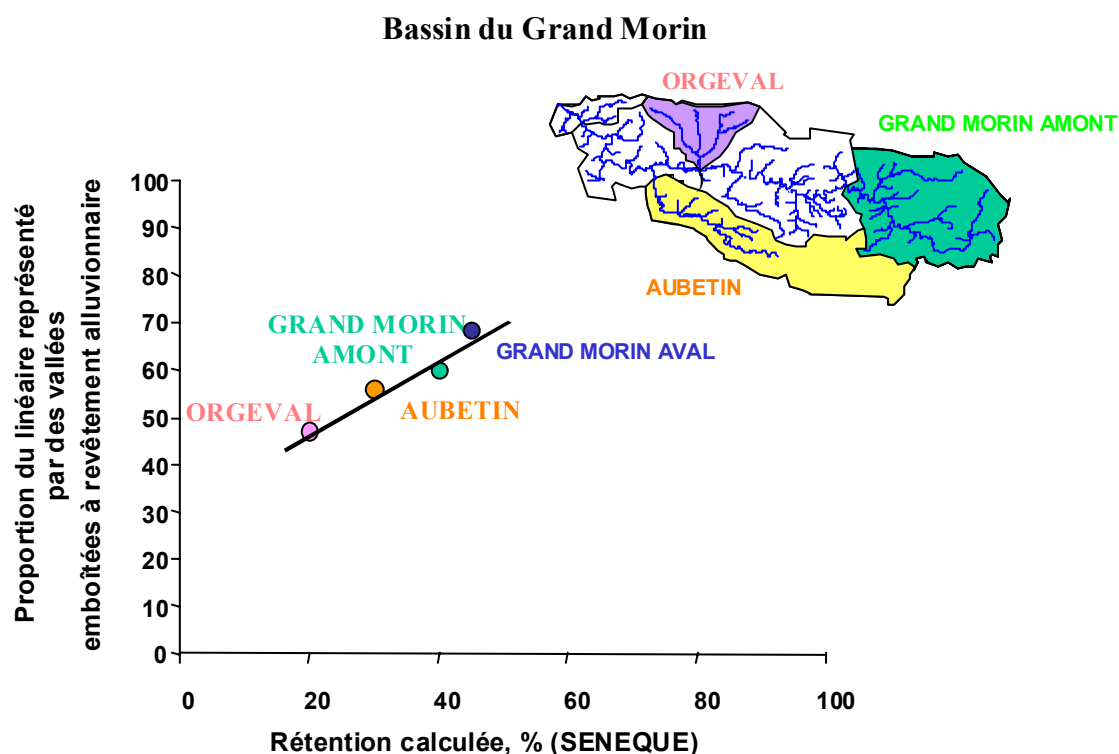 Bassin du Grand Morin
ORGEVAL
GRAND MORIN AMONT
AUBETIN
Proportion du linéaire représenté
par des vallées
emboîtées à revêtement alluvionnaire
100
90
80
70
60
50
40
30
20
10
0
GRAND MORIN
AMONT
GRAND MORIN AVAL
ORGEVAL
AUBETIN
0 20 40 60 80 100
Rétention calculée, % (SENEQUE)